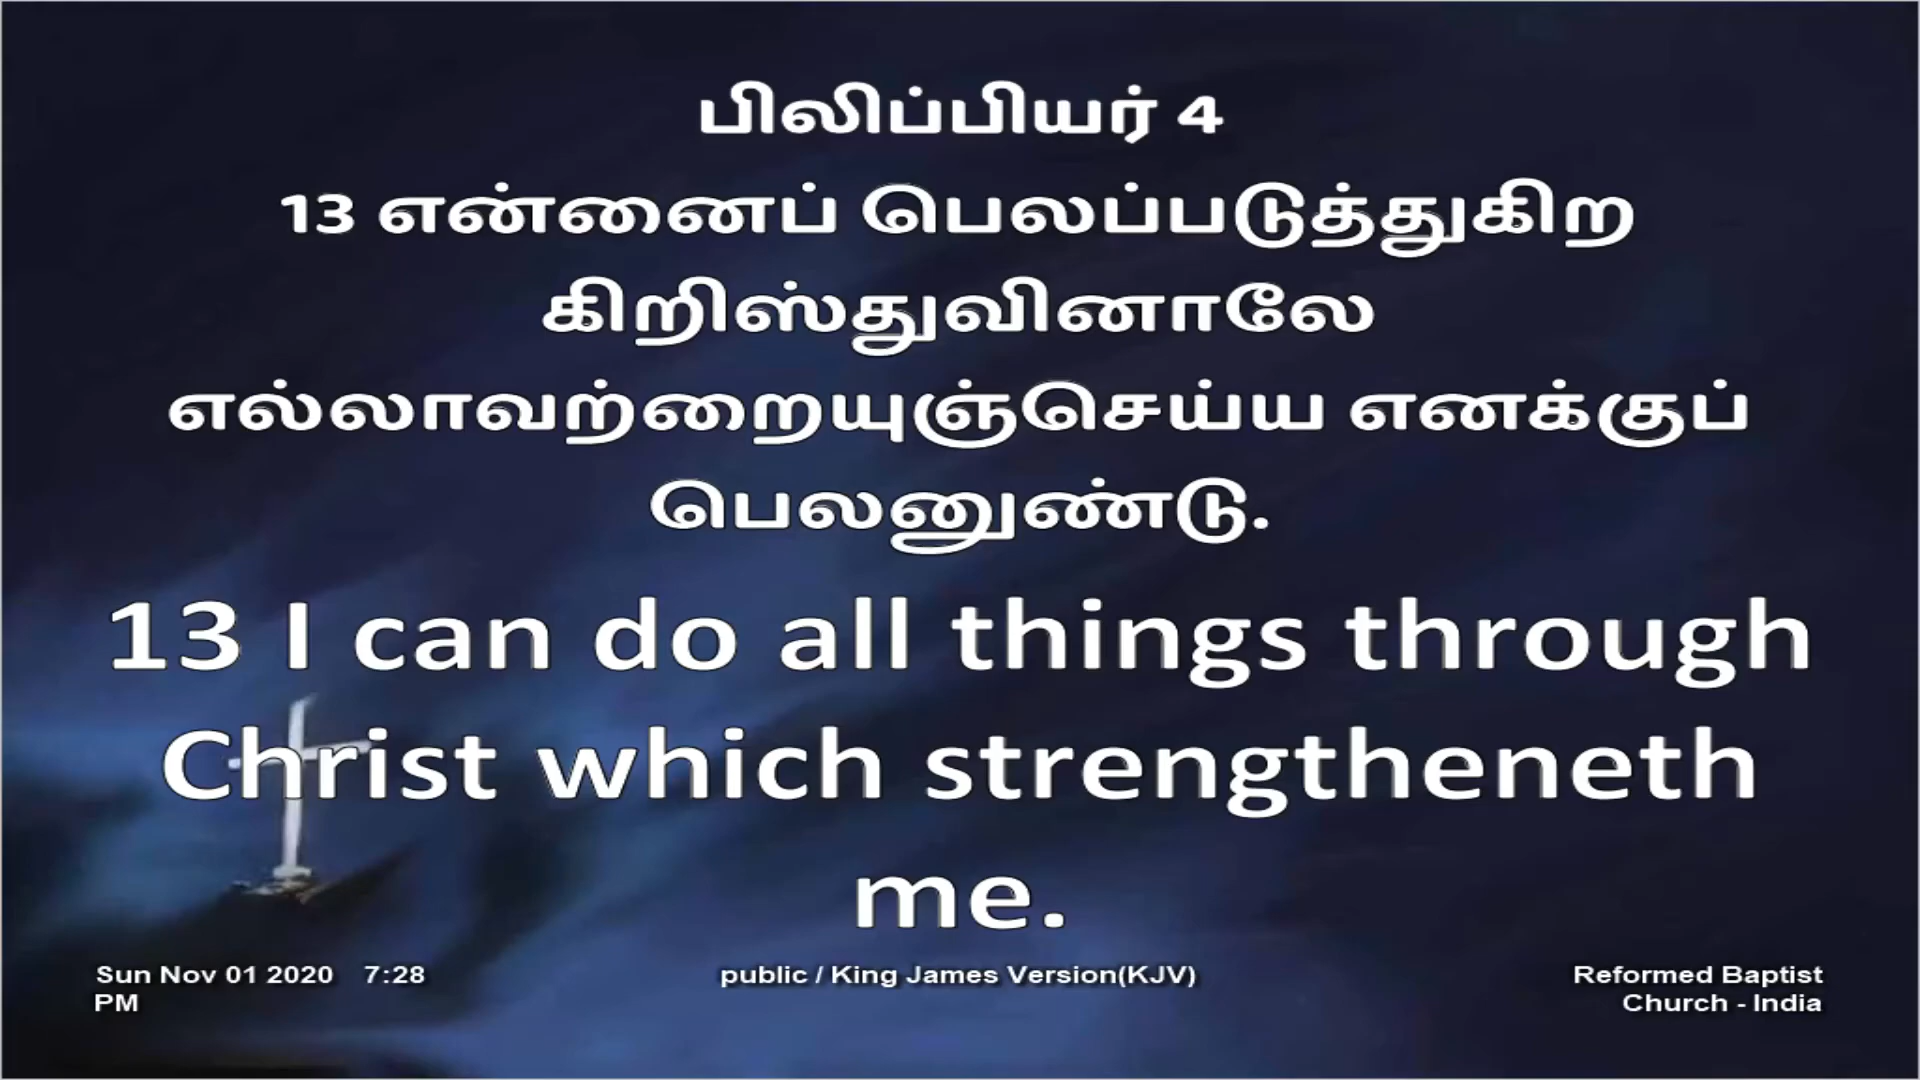 பிலிப்பியர் 4
13 என்னைப் பெலப்படுத்துகிற
கிறிஸ்துவினாலே
எல்லாவற்றையுஞ்செய்ய எனக்குப்
பெலனுண்டு.
13 I can do all things through
Christ which strengtheneth
me.
Sun Nov 01 2020 7:28
PM
public / King James Version(KJV)
Reformed Baptist
Church - India